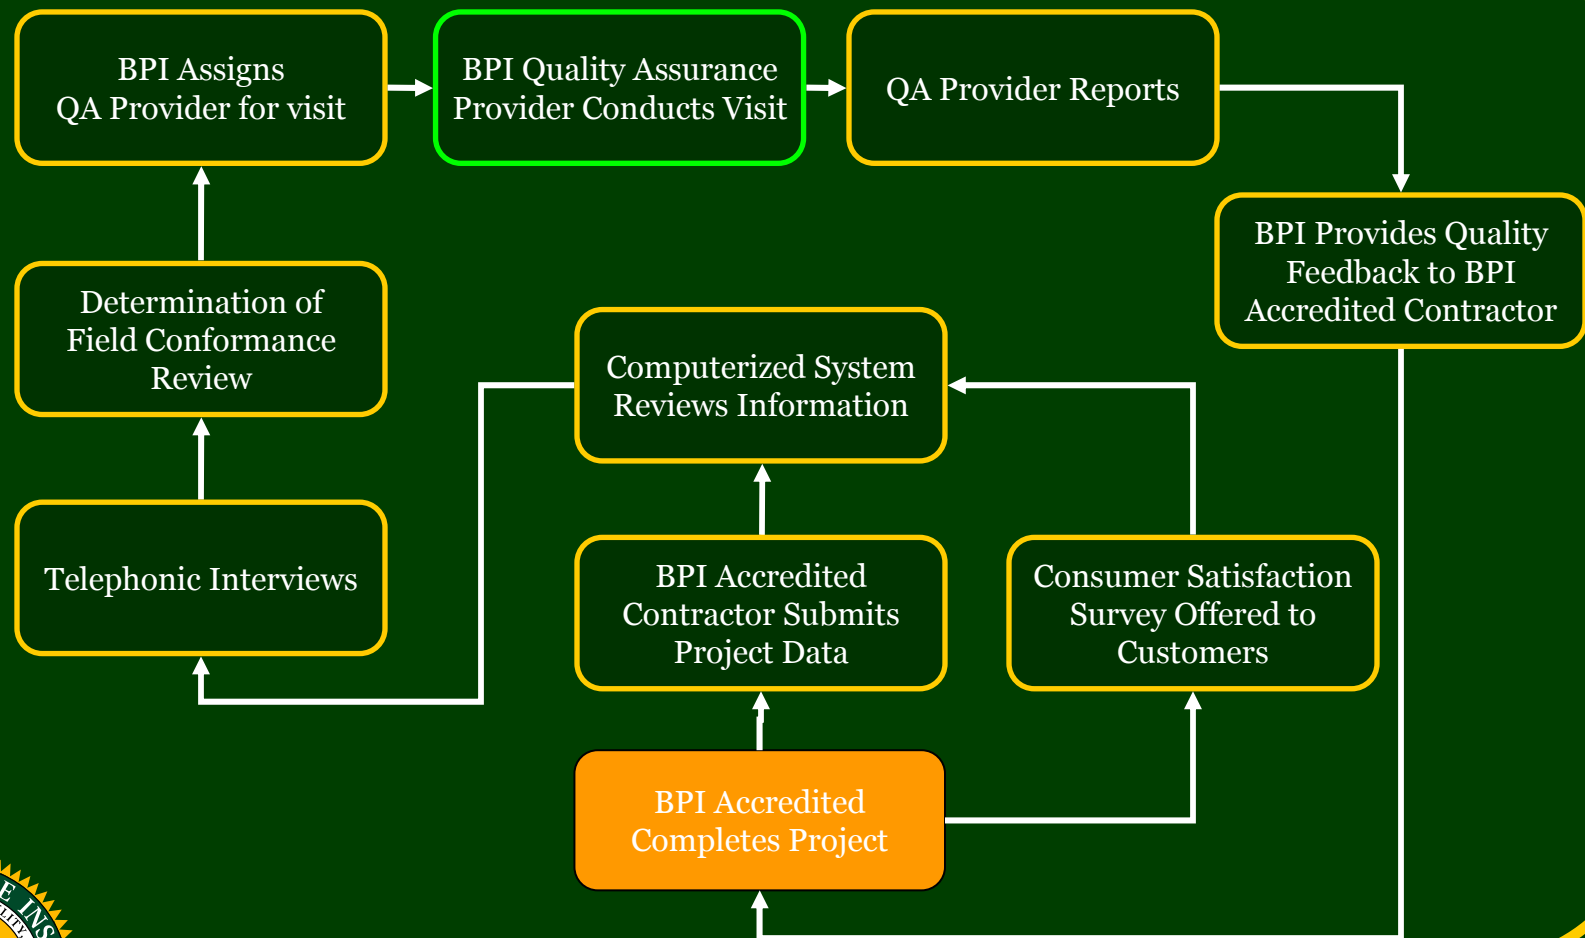 BPI Assigns
QA Provider for visit
BPI Quality Assurance
Provider Conducts Visit
QA Provider Reports
BPI Provides Quality
Feedback to BPI
Accredited Contractor
Determination of
Field Conformance
Review
Computerized System
Reviews Information
Telephonic Interviews
BPI Accredited
Contractor Submits
Project Data
Consumer Satisfaction
Survey Offered to
Customers
BPI Accredited
Completes Project